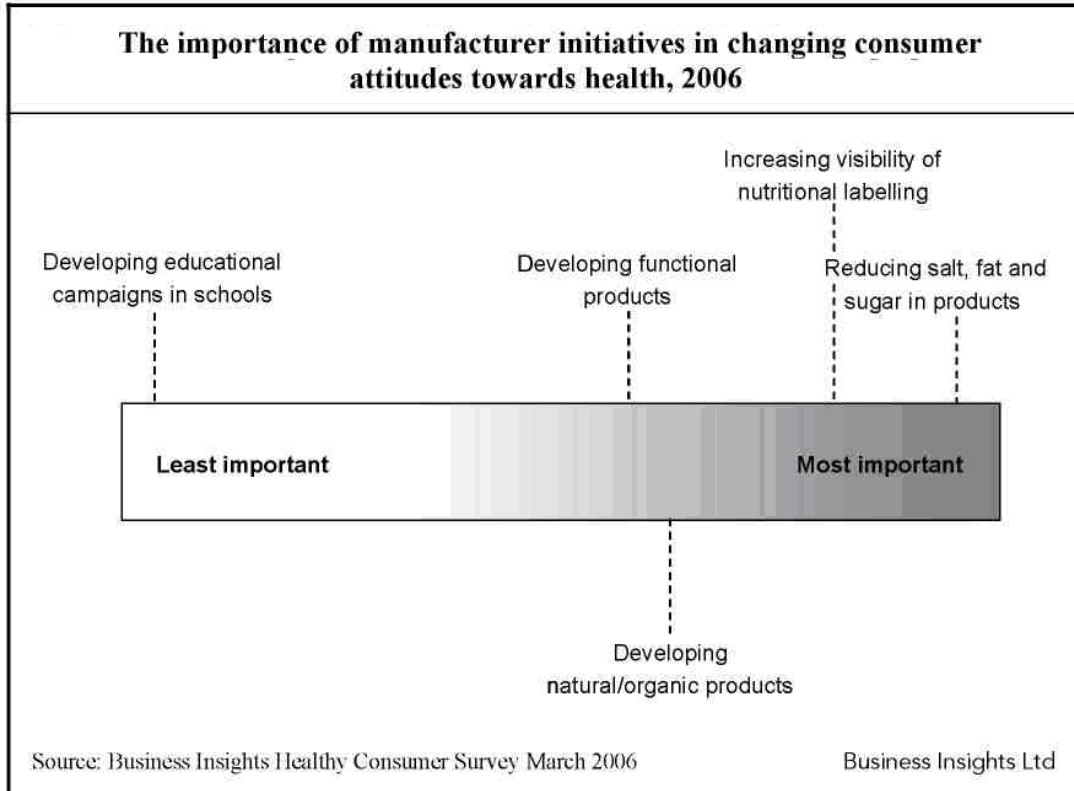 The importance of manufacturer initiatives in changing consumer
attitudes towards health, 2006
Increasing visibility of
nutritional labelling
Developing educational
campaigns in schools
Developing functional
products
Reducing salt, fat and
sugar in products
Least important
Most important
Developing
natural/organic products
Source: Business Insights Healthy Consumer Survey March 2006
Business Insights Ltd